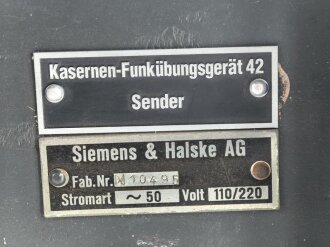 Kasernen-Funkübungsgerät 42
Sender
Siemens & Halske AG
Fab. Nr.
Stromart ~ 50 Volt 110/220